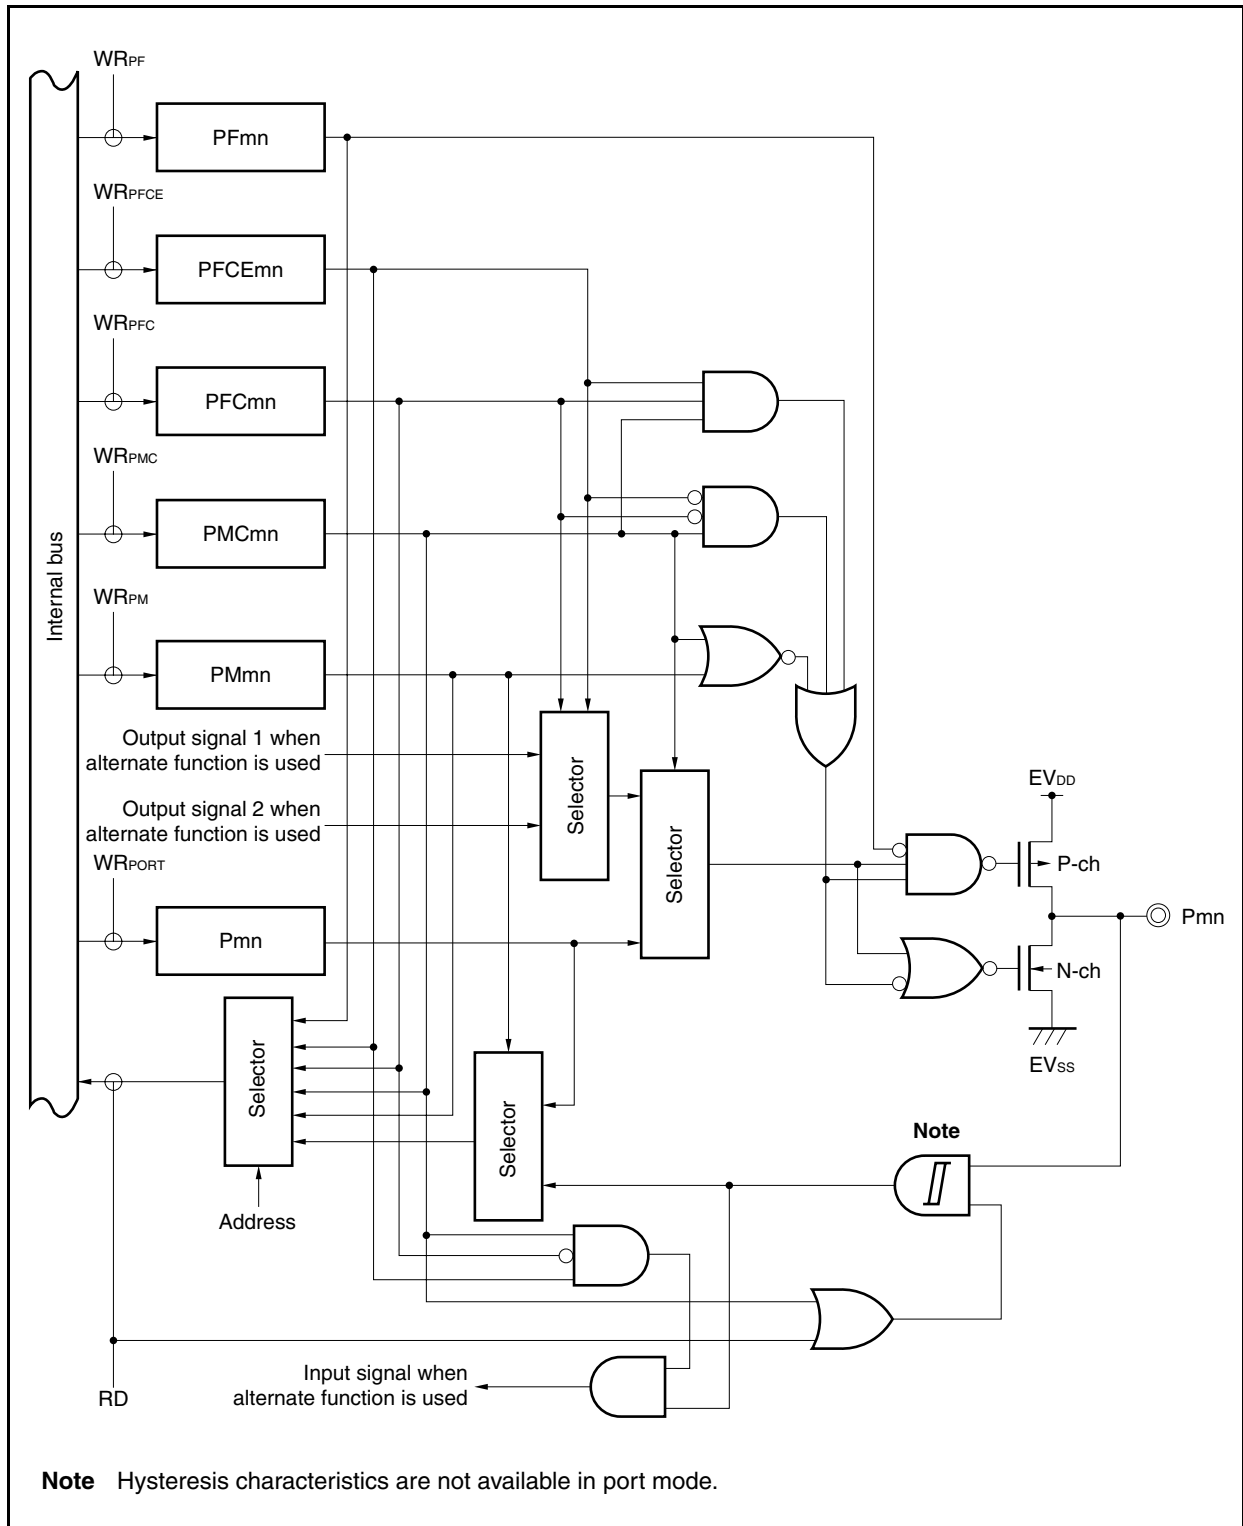 WRPF
PFmn
WRPFCE
PFCEmn
WRPFC
PFCmn
WRPMC
PMCmn
Internal bus
WRPM
PMmn
Output signal 1 when
alternate function is used
Output signal 2 when
alternate function is used
Selector
Selector
EVDD
P-ch
WRPORT
Pmn
Pmn
N-ch
EVSS
Selector
Selector
Address
Note
Input signal when
alternate function is used
RD
Note Hysteresis characteristics are not available in port mode.